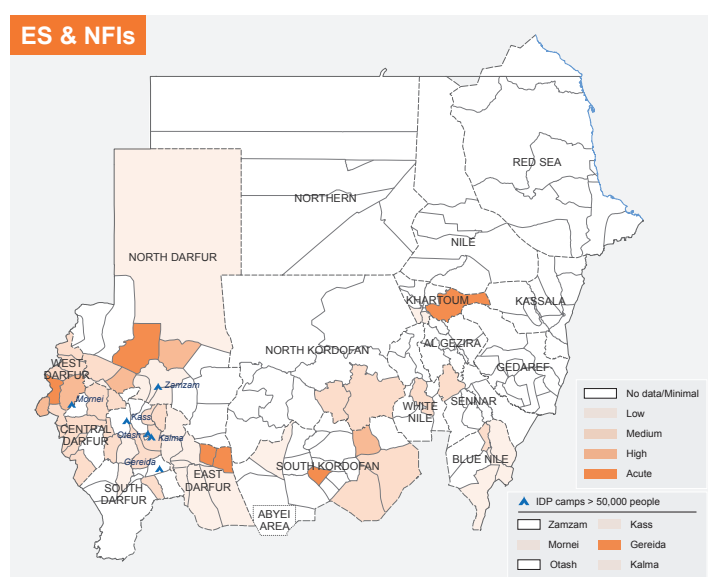 ES & NFIs
RED SEA
NORTHERN
NILE
NORTH DARFUR
KHARTOUM
KASSALA
AL GEZIRA
NORTH KORDOFAN
WEST
DARFUR
GEDAREF
Zamzam
Mornei
WHITE
NILE
SENNAR
Kass
CENTRAL
DARFUR
Otash
Kalma
BLUE NILE
Gereida
SOUTH KORDOFAN
EAST
DARFUR
SOUTH
DARFUR
ABYEI
AREA
No data/Minimal
Low
Medium
High
Acute
IDP camps > 50,000 people
Zamzam
Kass
Mornei
Gereida
Otash
Kalma